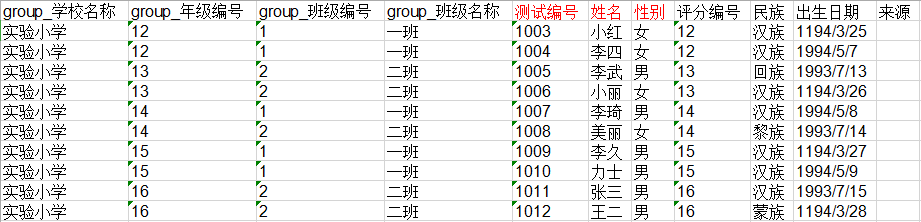 group_学校名称 group_年级编号 group_班级编号 group_班级名称 测试编号 姓名 性别 评分编号 民族 出生日期 来源
实验小学 12 1 一班 1003 小红 女 12 汉族 1194/3/25
实验小学 12 1 一班 1004 李四 女 12 汉族 1994/5/7
实验小学 13 2 二班 1005 李武 男 13 回族 1993/7/13
实验小学 13 2 二班 1006 小丽 女 13 汉族 1194/3/26
实验小学 14 1 一班 1007 李琦 男 14 汉族 1994/5/8
实验小学 14 2 二班 1008 美丽 女 14 黎族 1993/7/14
实验小学 15 1 一班 1009 李久 男 15 汉族 1194/3/27
实验小学 15 1 一班 1010 力士 男 15 汉族 1994/5/9
实验小学 16 2 二班 1011 张三 男 16 汉族 1993/7/15
实验小学 16 2 二班 1012 王二 男 16 蒙族 1194/3/28